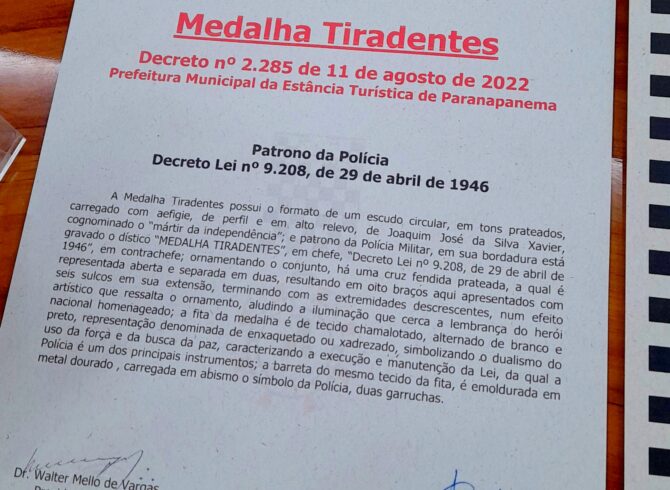 Medalha Tiradentes
Decreto nº 2.285 de 11 de agosto de 2022
Prefeitura Municipal da Estância Turística de Paranapanema
Patrono da Polícia
Decreto Lei nº 9.208, de 29 de abril de 1946
A Medalha Tiradentes possui o formato de um escudo circular, em tons prateados,
carregado com aefigie, de perfil e em alto relevo, de Joaquim José da Silva Xavier,
cognominado o "mártir da independência"; e patrono da Polícia Militar, em sua bordadura está
gravado o dístico "MEDALHA TIRADENTES", em chefe, "Decreto Lei nº 9.208, de 29 de abril de
1946", em contrachefe; ornamentando o conjunto, há uma cruz fendida prateada, a qual é
representada aberta e separada em duas, resultando em oito braços aqui apresentados com
seis sulcos em sua extensão, terminando com as extremidades descrescentes, num efeito
artístico que ressalta o ornamento, aludindo a iluminação que cerca a lembrança do herói
nacional homenageado; a fita da medalha é de tecido chamalotado, alternado de branco e
preto, representação denominada de enxaquetado ou xadrezado, simbolizando o dualismo do
uso da força e da busca da paz, caracterizando a execução e manutenção da Lei, da qual a
Polícia é um dos principais instrumentos; a barreta do mesmo tecido da fita, é emoldurada em
metal dourado , carregada em abismo o símbolo da Polícia, duas garruchas.
Dr. Walter Mello de Vargas